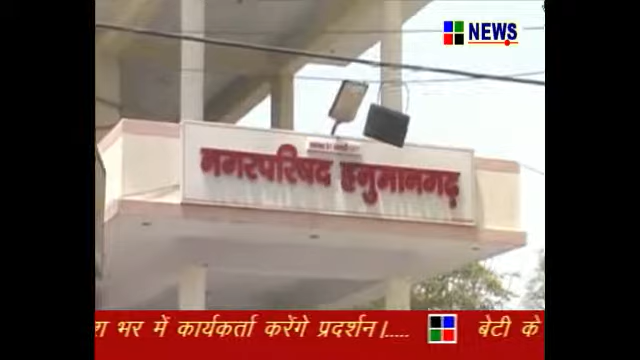 NEWS
नगरपरिषद हनुमानगढ़
भर में कार्यकर्ता करेंगे प्रदर्शन।..... बेटी के